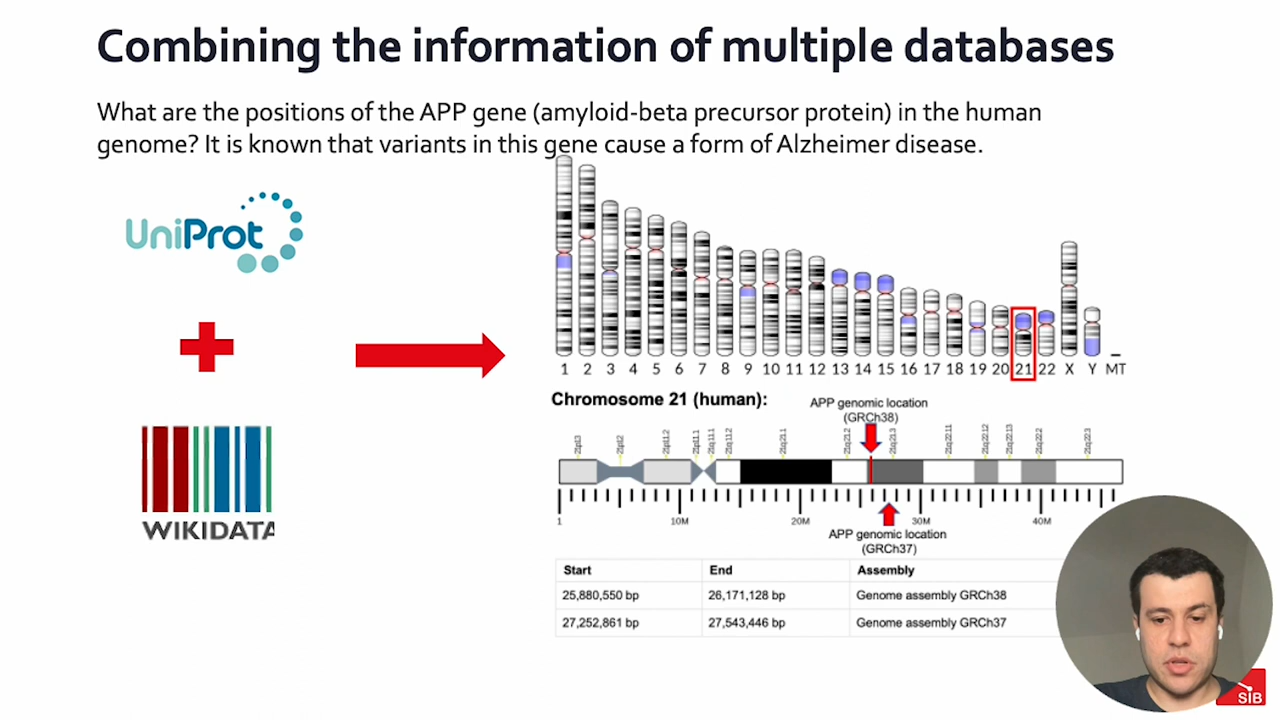 Combining the information of multiple databases
What are the positions of the APP gene (amyloid-beta precursor protein) in the human
genome? It is known that variants in this gene cause a form of Alzheimer disease.
UniProt
WIKIDATA
1 2 3 4 5 6 7 8 9 10 11 12 13 14 15 16 17 18 19 20 21 22 X Y MT
Chromosome 21 (human):
APP genomic location
(GRCh38)
1 10M 20M 30M 40M
APP genomic location
(GRCh37)
Start End Assembly
25,880,550 bp 26,171,128 bp Genome assembly GRCh38
27,252,861 bp 27,543,446 bp Genome assembly GRCh37
SIB